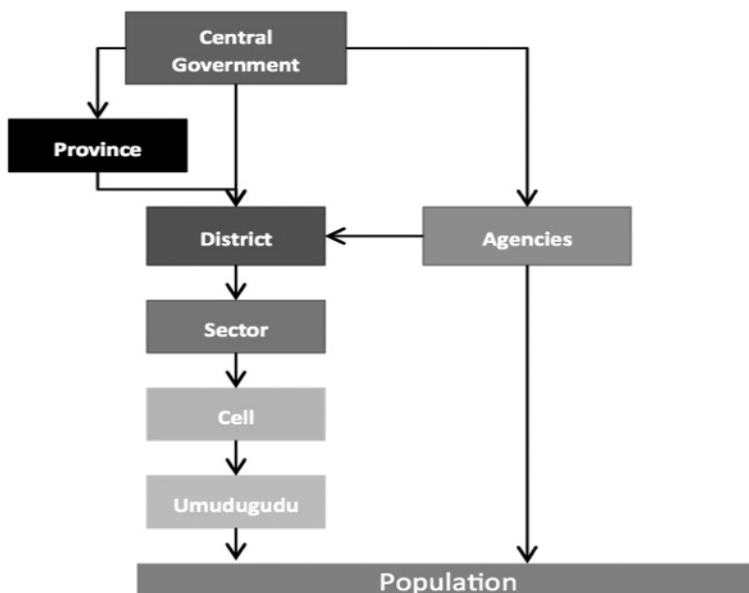 Central
Government
Province
District
Agencies
Sector
Cell
Umudugudu
Population